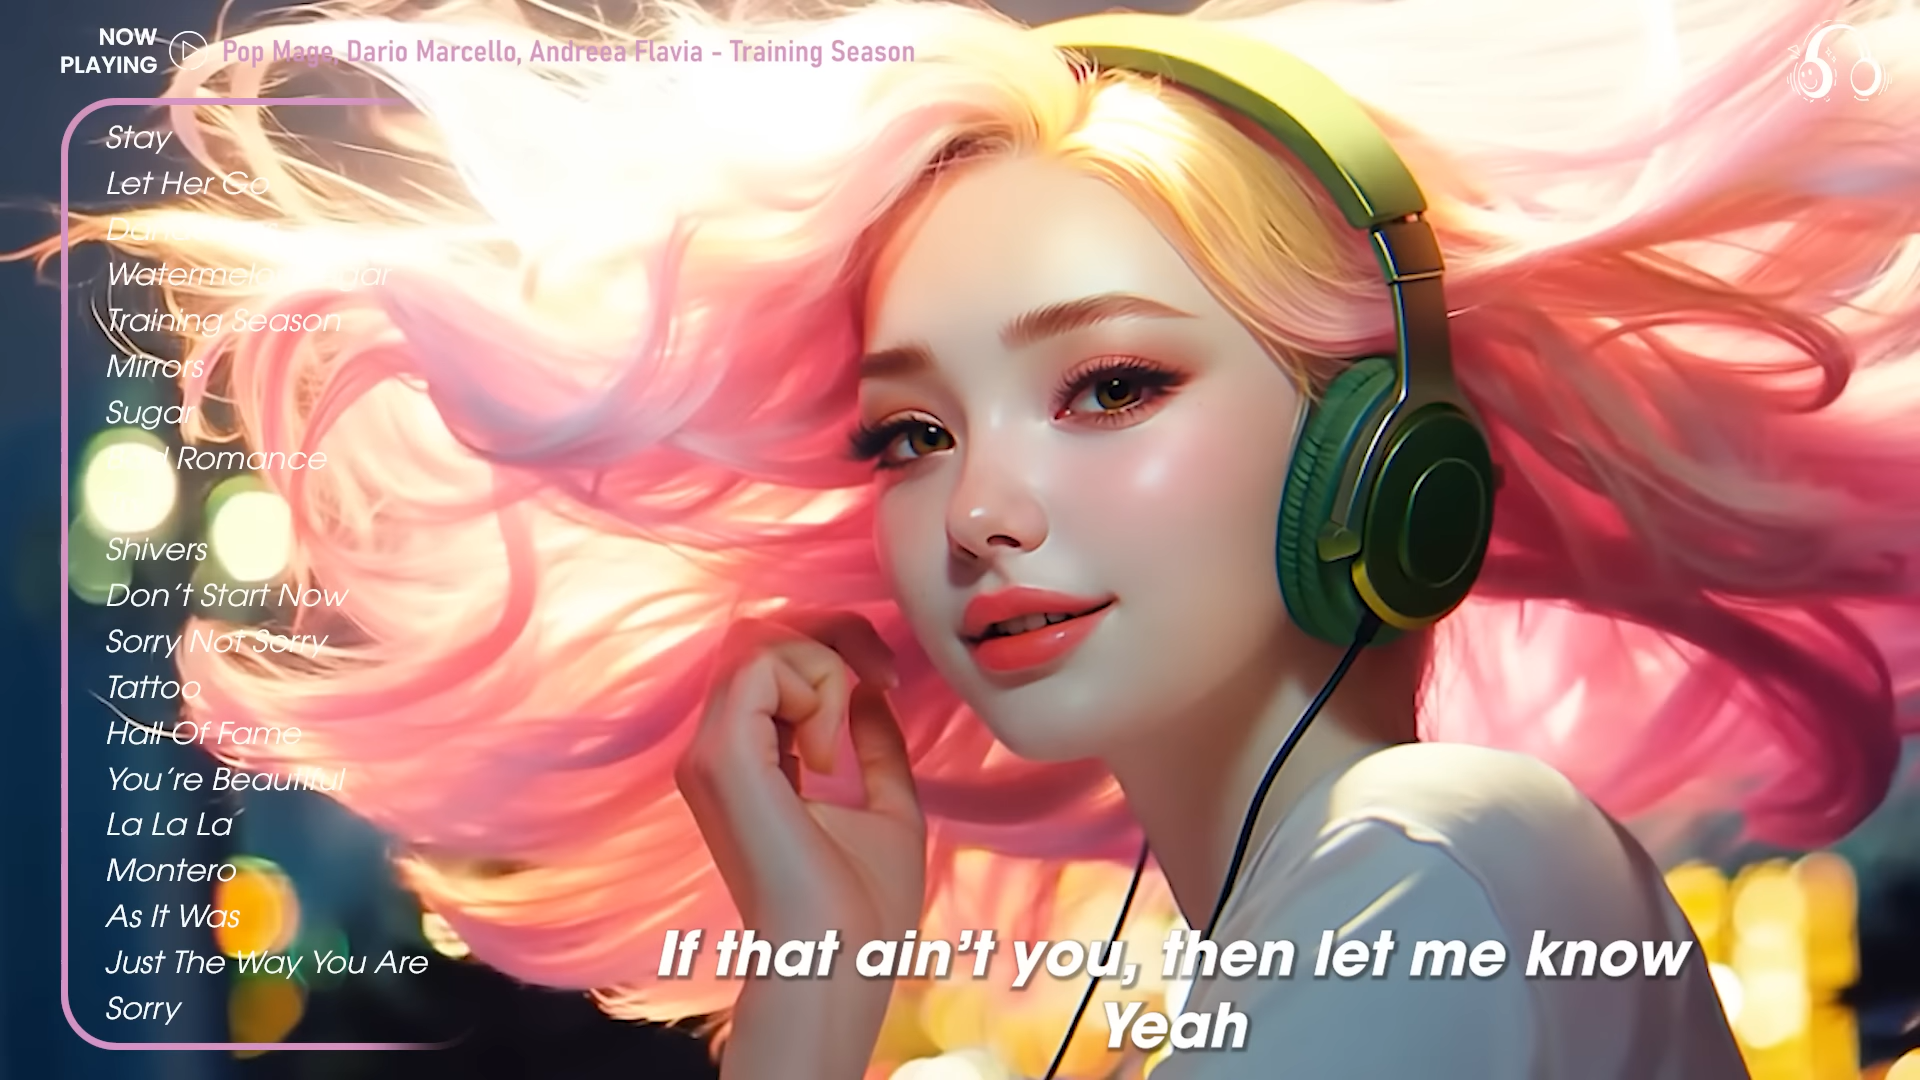 NOW
PLAYING
Pop Mage, Dario Marcello, Andreea Flavia - Training Season
Stay
Let Her Go
Watermelon Sugar
Training Season
Mirrors
Sugar
Bad Romance
Shivers
Don't Start Now
Sorry Not Sorry
Tattoo
Hall Of Fame
You're Beautiful
La La La
Montero
As It Was
Just The Way You Are
Sorry
If that ain't you, then let me know
Yeah